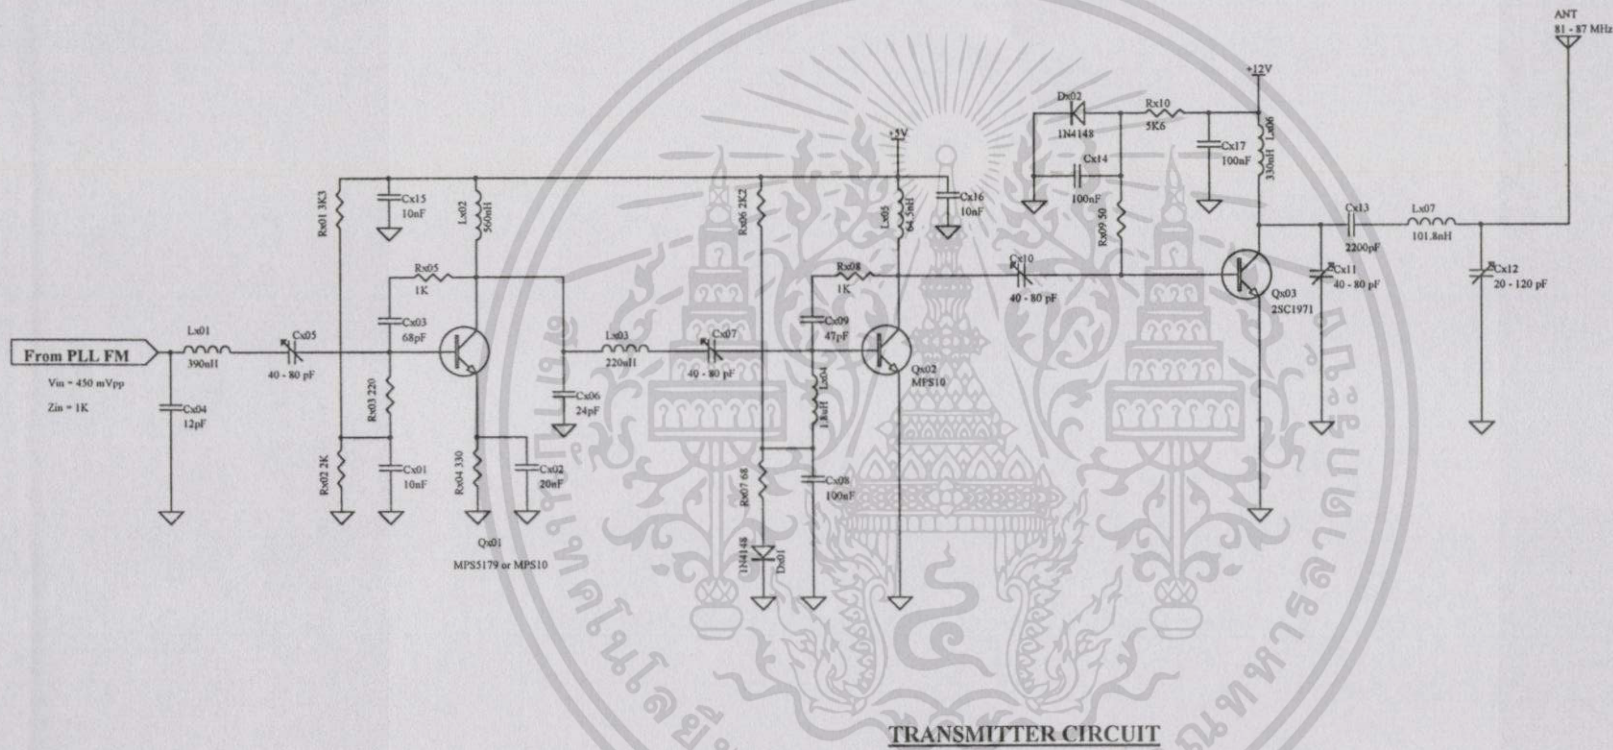 ANT
81 - 87 MHz
+12V
Dx02
1N4148
Rx10
5K6
Cx17
100nF
330nH Lx06
Cx14
100nF
Rx09 50
+5V
Rx01 3K3
Cx15
10nF
Lx02
560nH
Rx06 2K2
Lx05
64.5nH
Cx16
10nF
Cx13
2200pF
Lx07
101.8nH
Rx05
1K
Rx08
1K
Cx10
40 - 80 pF
Cx11
40 - 80 pF
Cx12
20 - 120 pF
Qx03
2SC1971
Cx03
68pF
Cx09
47pF
From PLL FM
Vin = 450 mVpp
Zin = 1K
Lx01
390nH
Cx05
40 - 80 pF
Lx03
220nH
Cx07
40 - 80 pF
Qx02
MPS10
Cx04
12pF
Rx03 220
Cx06
24pF
1.8uH Lx04
Rx02 2K
Cx01
10nF
Rx04 330
Cx02
20nF
Rx07 68
Cx08
100nF
Qx01
MPS5179 or MPS10
1N4148
Dx01
TRANSMITTER CIRCUIT